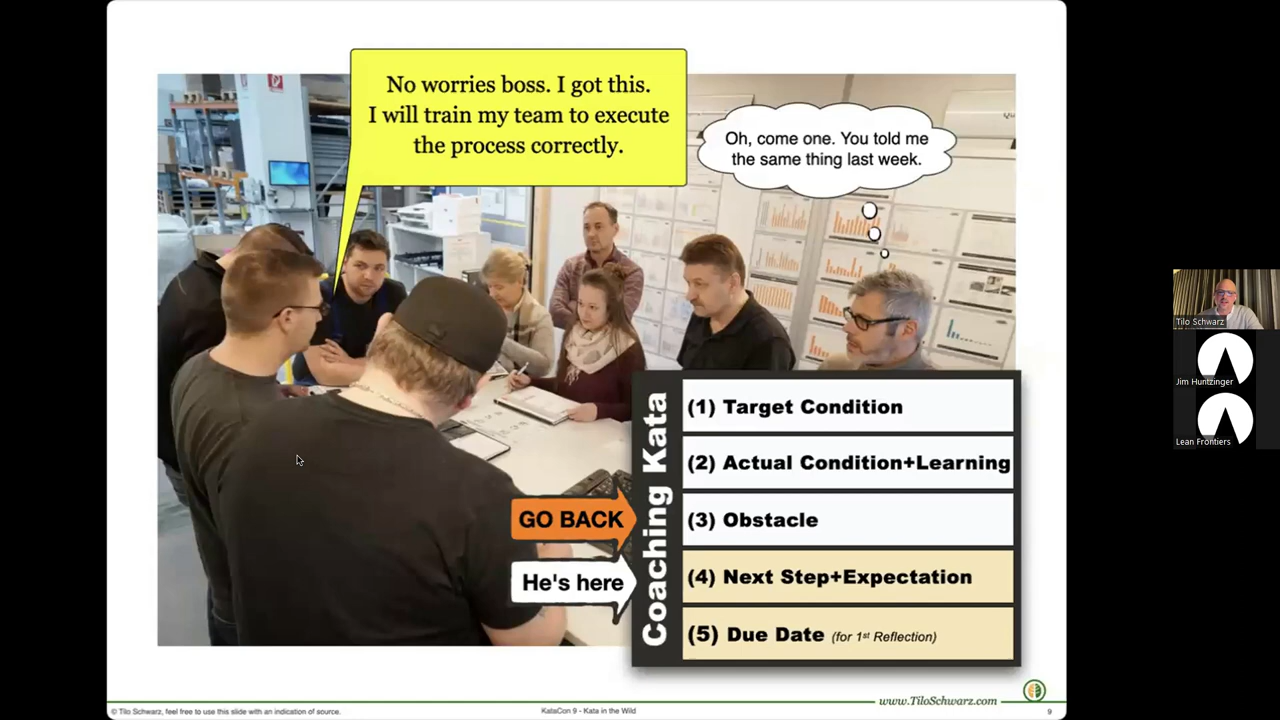 No worries boss. I got this.
I will train my team to execute
the process correctly.
Oh, come one. You told me
the same thing last week.
Coaching Kata
(1) Target Condition
(2) Actual Condition+Learning
(3) Obstacle
(4) Next Step+Expectation
(5) Due Date (for 1st Reflection)
GO BACK
He's here
www.TiloSchwarz.com
© Tilo Schwarz, feel free to use this slide with an indication of source.
KataCon 9 - Kata in the Wild
9
Tilo Schwarz
Jim Huntzinger
Lean Frontiers